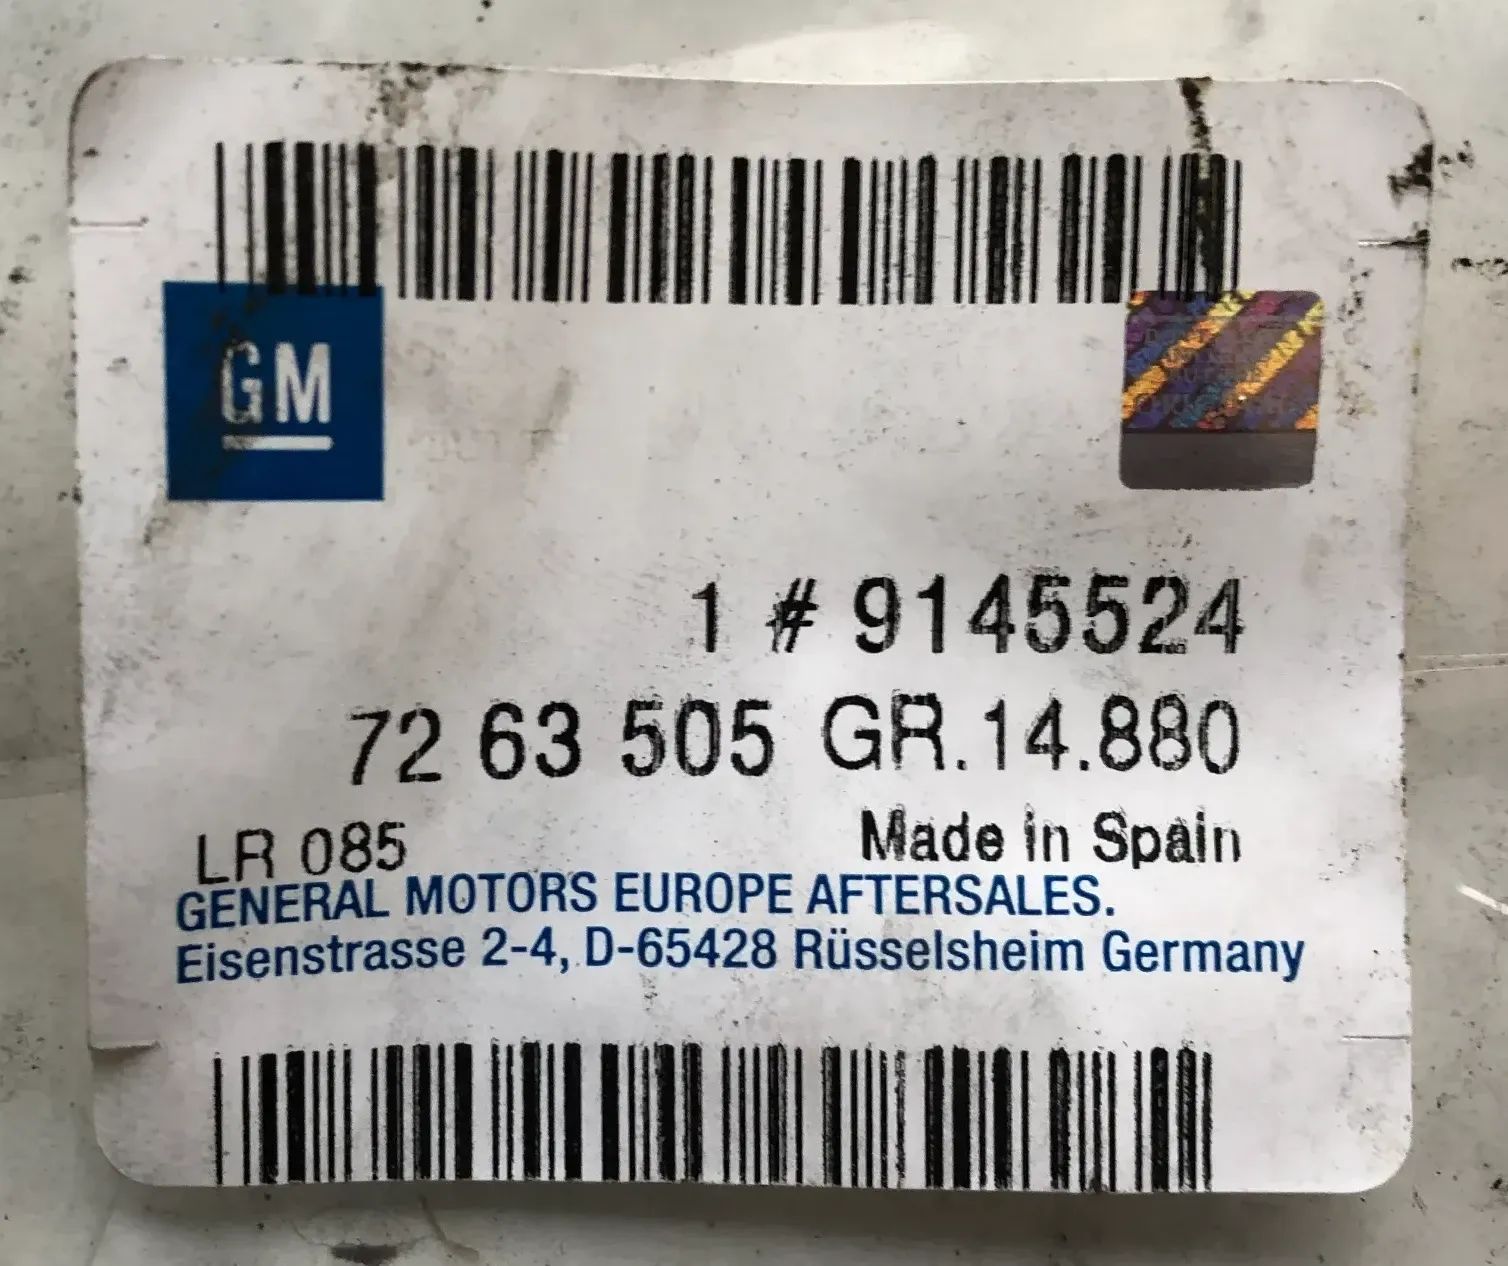 GM
1 # 9145524
72 63 505 GR.14.880
LR 085 Made in Spain
GENERAL MOTORS EUROPE AFTERSALES.
Eisenstrasse 2-4, D-65428 Rüsselsheim Germany